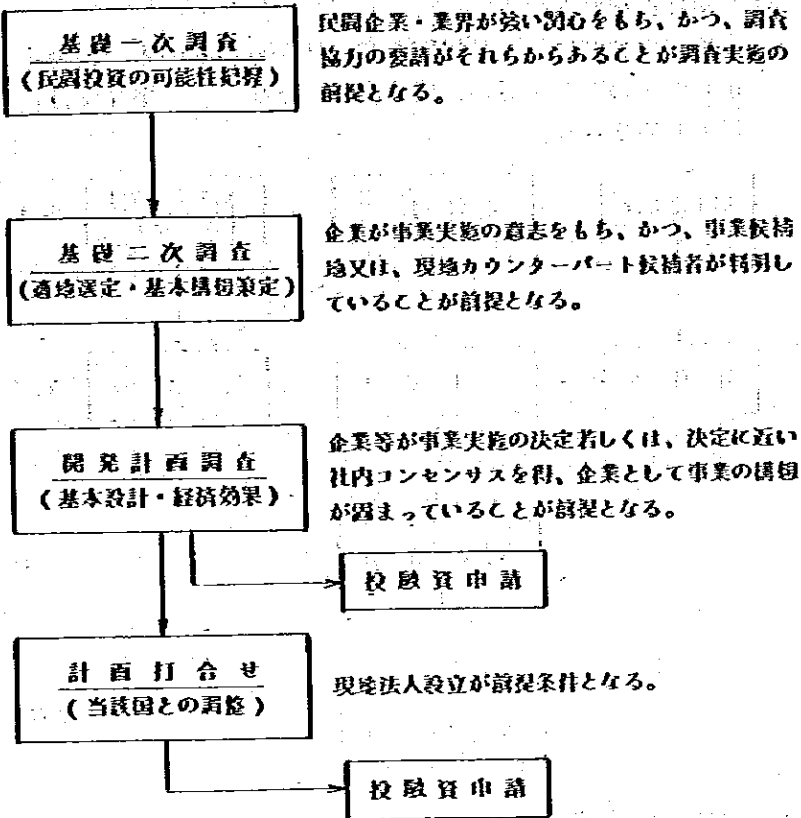 基礎一次調査
(民間投資の可能性把握)
民間企業・業界が強い関心をもち、かつ、調査
協力の要請がそれらからあることが調査実施の
前提となる。
基礎二次調査
(適地選定・基本構想策定)
企業が事業実施の意志をもち、かつ、事業候補
地又は、現地カウンターパート候補者が判明し
ていることが前提となる。
開発計画調査
(基本設計・経済効果)
企業等が事業実施の決定若しくは、決定に近い
社内コンセンサスを得、企業として事業の構想
が固まっていることが前提となる。
投融資申請
計画打合せ
(当該国との調整)
現地法人設立が前提条件となる。
投融資申請